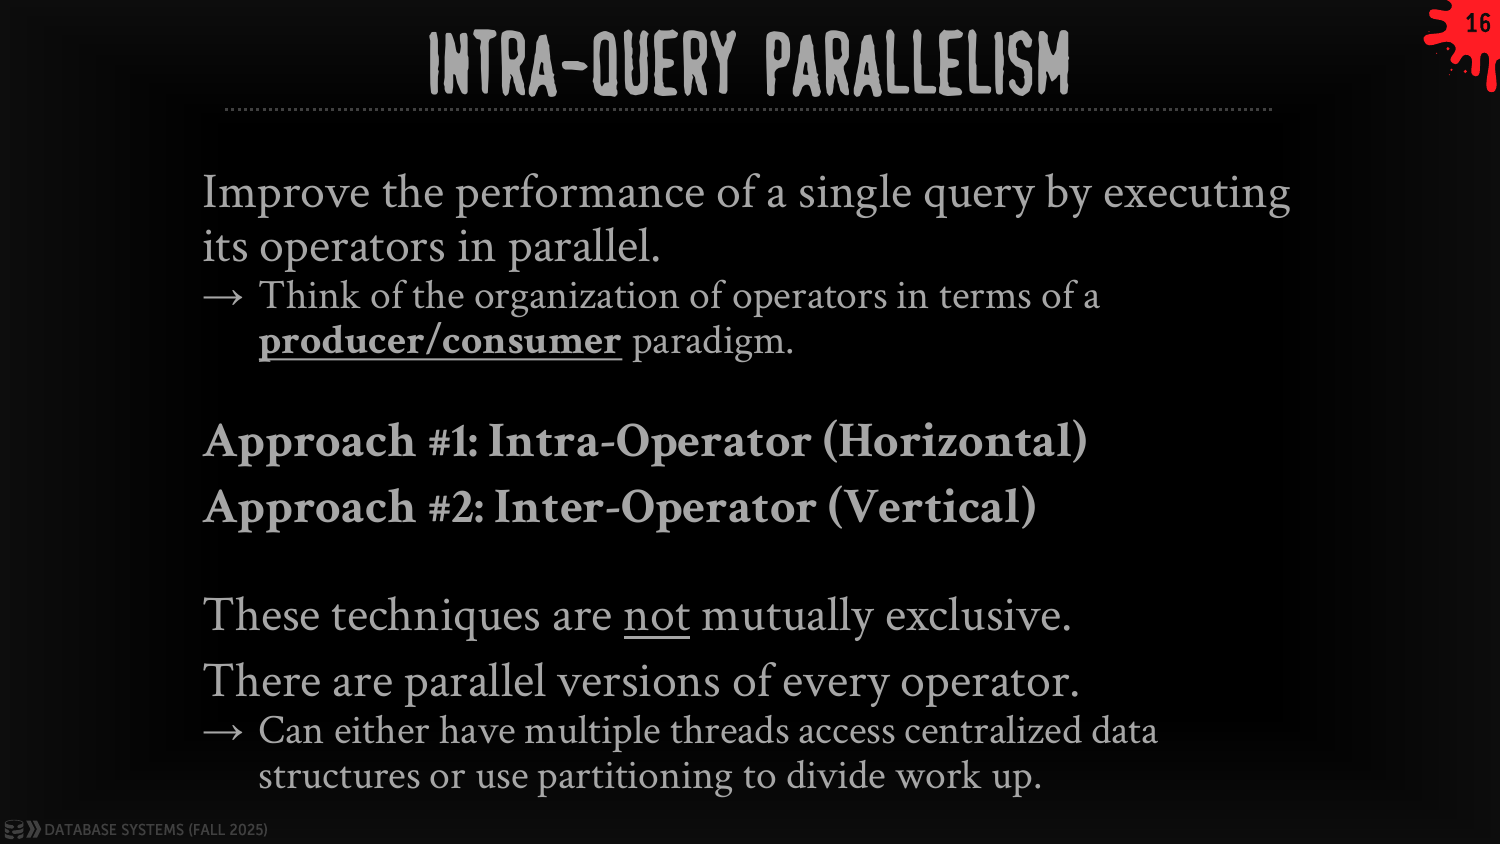 16
INTRA-QUERY PARALLELISM
Improve the performance of a single query by executing
its operators in parallel.
→ Think of the organization of operators in terms of a
producer/consumer paradigm.
Approach #1: Intra-Operator (Horizontal)
Approach #2: Inter-Operator (Vertical)
These techniques are not mutually exclusive.
There are parallel versions of every operator.
→ Can either have multiple threads access centralized data
structures or use partitioning to divide work up.
DATABASE SYSTEMS (FALL 2025)